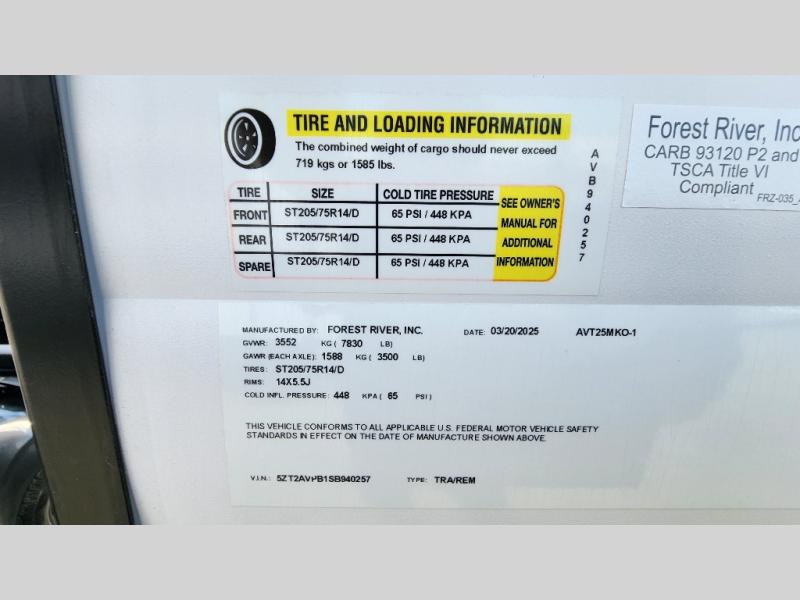 TIRE AND LOADING INFORMATION
The combined weight of cargo should never exceed
719 kgs or 1585 lbs.
TIRE SIZE COLD TIRE PRESSURE
FRONT ST205/75R14/D 65 PSI / 448 KPA
REAR ST205/75R14/D 65 PSI / 448 KPA
SPARE ST205/75R14/D 65 PSI / 448 KPA
SEE OWNER'S
MANUAL FOR
ADDITIONAL
INFORMATION
AVB940257
Forest River, Inc
CARB 93120 P2 and
TSCA Title VI
Compliant
FRZ-035_
MANUFACTURED BY: FOREST RIVER, INC. DATE: 03/20/2025 AVT25MKO-1
GVWR: 3552 KG ( 7830 LB)
GAWR (EACH AXLE): 1588 KG ( 3500 LB)
TIRES: ST205/75R14/D
RIMS: 14X5.5J
COLD INFL. PRESSURE: 448 KPA ( 65 PSI )
THIS VEHICLE CONFORMS TO ALL APPLICABLE U.S. FEDERAL MOTOR VEHICLE SAFETY
STANDARDS IN EFFECT ON THE DATE OF MANUFACTURE SHOWN ABOVE.
V.I.N.: 5ZT2AVPB1SB940257 TYPE: TRA/REM